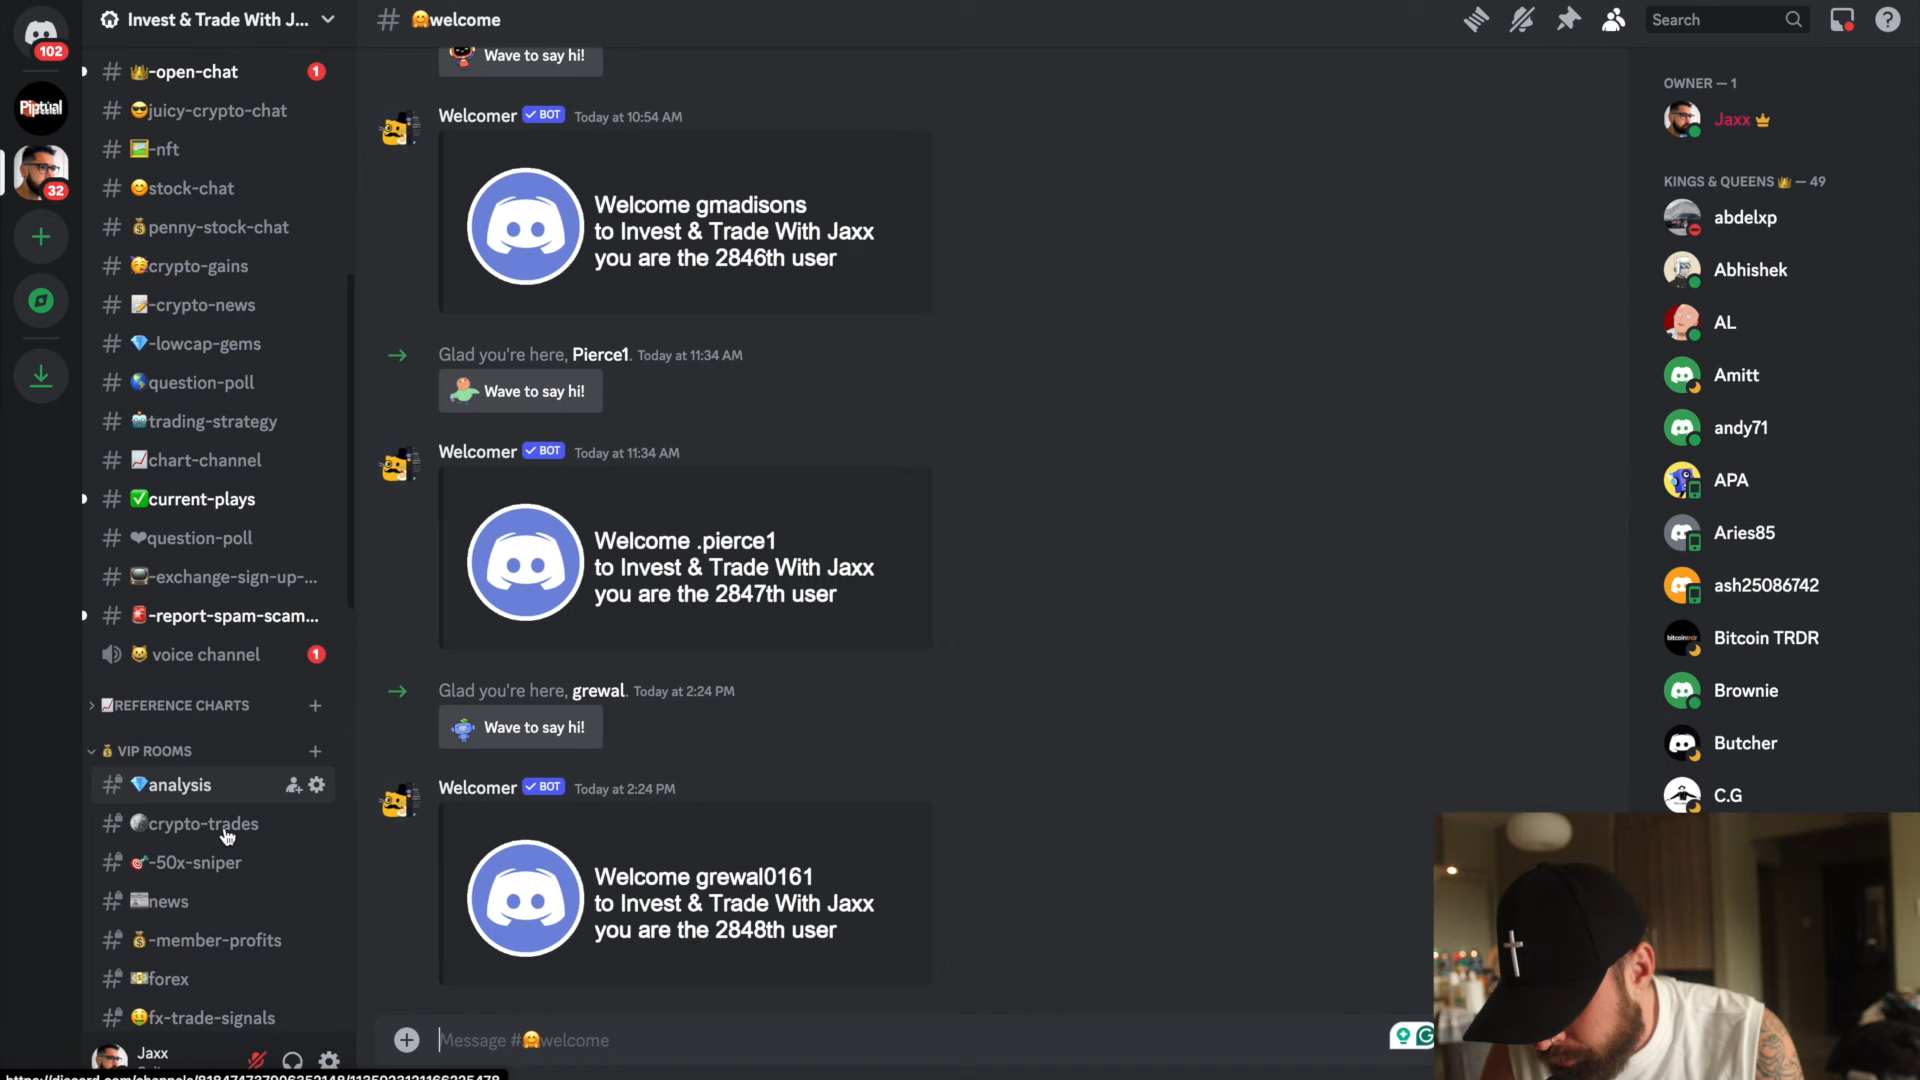 102
Piptual
32
Invest & Trade With J...
# 👑-open-chat 1
# 😎juicy-crypto-chat
# 🖼️-nft
# 😊stock-chat
# 💰penny-stock-chat
# 🥳crypto-gains
# 📝-crypto-news
# 💎-lowcap-gems
# 🌎question-poll
# 🤖trading-strategy
# 📈chart-channel
# ✅current-plays
# ❤question-poll
# 📺-exchange-sign-up-...
# 🚨-report-spam-scam...
😺 voice channel 1
📈REFERENCE CHARTS
💰 VIP ROOMS
# 💎analysis
# 🌑crypto-trades
# 🎯-50x-sniper
# 📰news
# 💰-member-profits
# 💵forex
# 🤑fx-trade-signals
Jaxx
# 🤗welcome
Search
Wave to say hi!
Welcomer ✓ BOT Today at 10:54 AM
Welcome gmadisons
to Invest & Trade With Jaxx
you are the 2846th user
Glad you're here, Pierce1. Today at 11:34 AM
Wave to say hi!
Welcomer ✓ BOT Today at 11:34 AM
Welcome .pierce1
to Invest & Trade With Jaxx
you are the 2847th user
Glad you're here, grewal. Today at 2:24 PM
Wave to say hi!
Welcomer ✓ BOT Today at 2:24 PM
Welcome grewal0161
to Invest & Trade With Jaxx
you are the 2848th user
Message #🤗welcome
OWNER — 1
Jaxx
KINGS & QUEENS 👑 — 49
abdelxp
Abhishek
AL
Amitt
andy71
APA
Aries85
ash25086742
Bitcoin TRDR
Brownie
Butcher
C.G